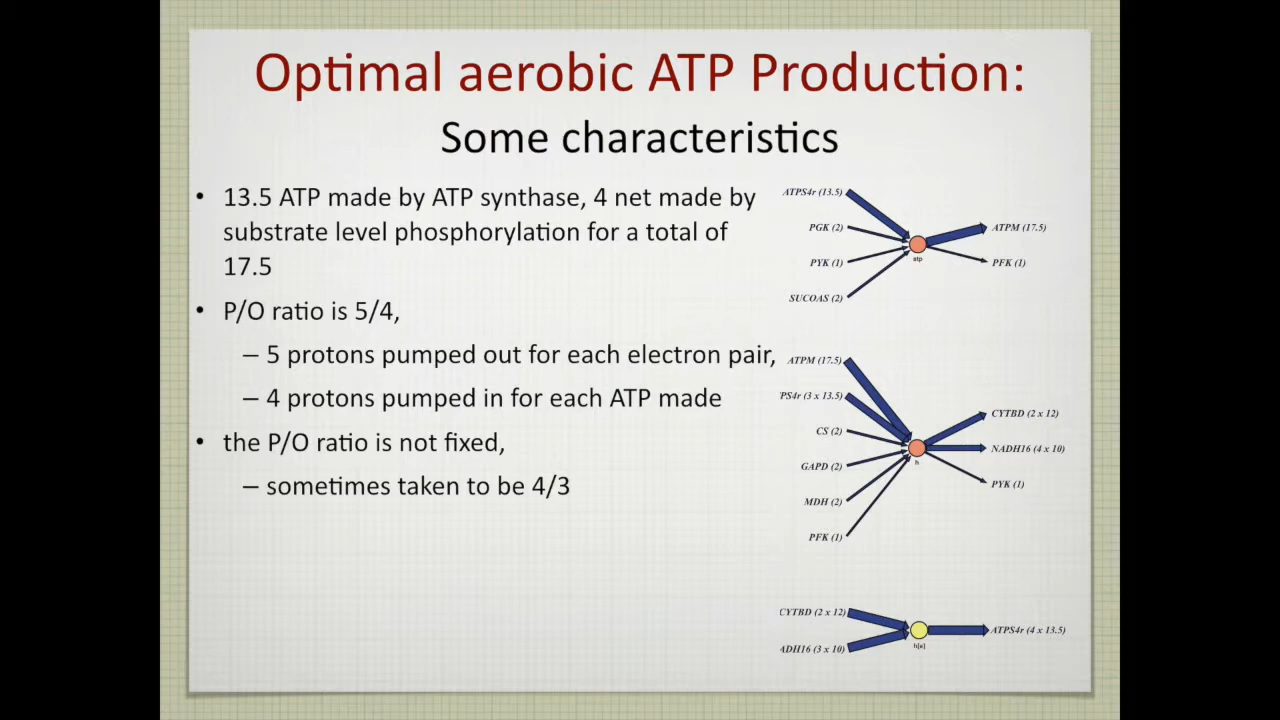 Optimal aerobic ATP Production:
Some characteristics
• 13.5 ATP made by ATP synthase, 4 net made by
substrate level phosphorylation for a total of
17.5
• P/O ratio is 5/4,
– 5 protons pumped out for each electron pair,
– 4 protons pumped in for each ATP made
• the P/O ratio is not fixed,
– sometimes taken to be 4/3
ATPS4r (13.5)
PGK (2)
PYK (1)
SUCOAS (2)
atp
ATPM (17.5)
PFK (1)
ATPM (17.5)
PS4r (3 x 13.5)
CS (2)
GAPD (2)
MDH (2)
PFK (1)
h
CYTBD (2 x 12)
NADH16 (4 x 10)
PYK (1)
CYTBD (2 x 12)
ADH16 (3 x 10)
h[e]
ATPS4r (4 x 13.5)